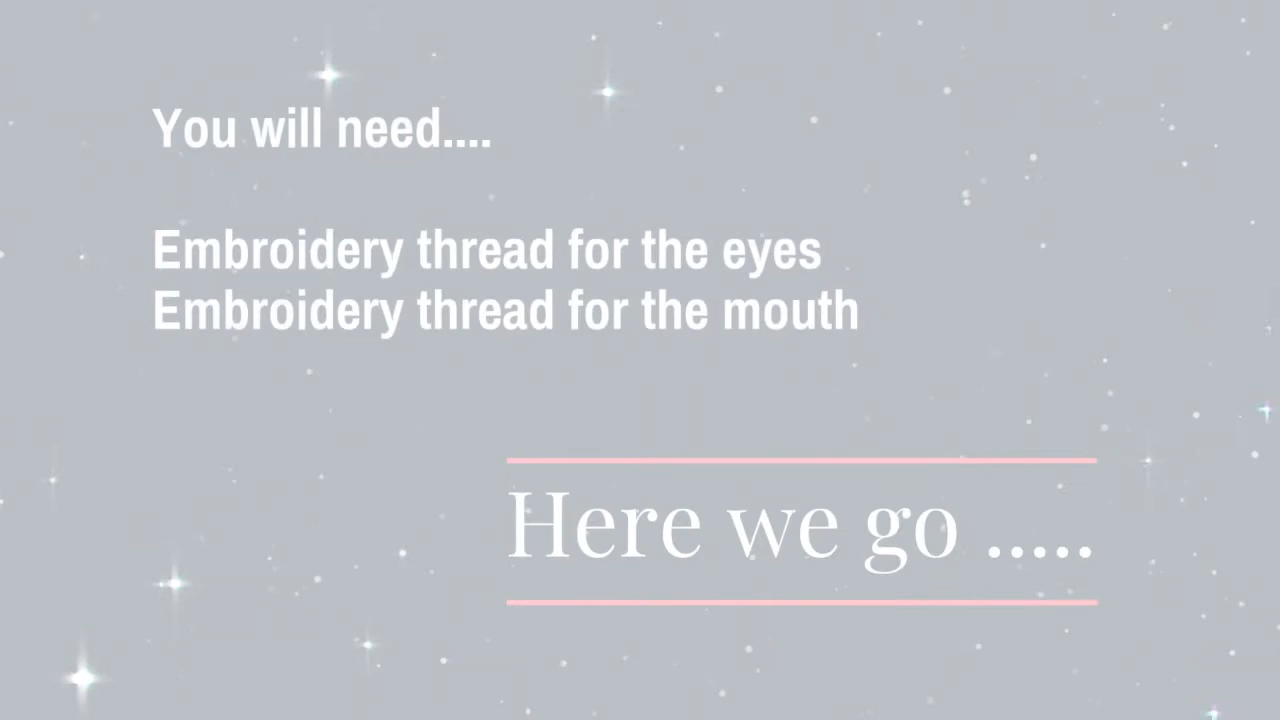 You will need....
Embroidery thread for the eyes
Embroidery thread for the mouth
Here we go .....